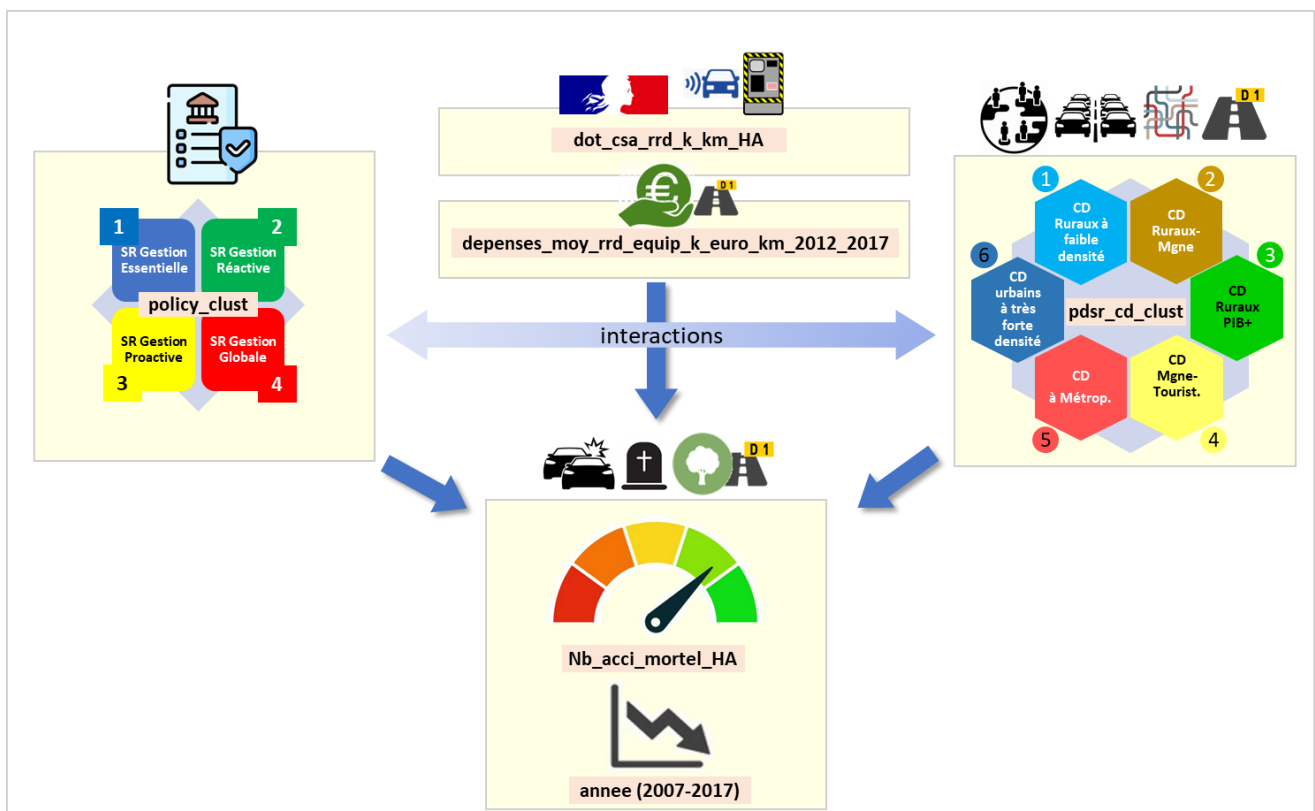 dot_csa_rrd_k_km_HA
D 1
depenses_moy_rrd_equip_k_euro_km_2012_2017
1
SR Gestion
Essentielle
2
SR Gestion
Réactive
policy_clust
SR Gestion
Proactive
3
SR Gestion
Globale
4
interactions
D 1
1
CD
Ruraux à
faible
densité
2
CD
Ruraux-
Mgne
6
CD
urbains
à très
forte
densité
pdsr_cd_clust
3
CD
Ruraux
PIB+
CD
à Métrop.
5
CD
Mgne-
Tourist.
4
D 1
Nb_acci_mortel_HA
annee (2007-2017)